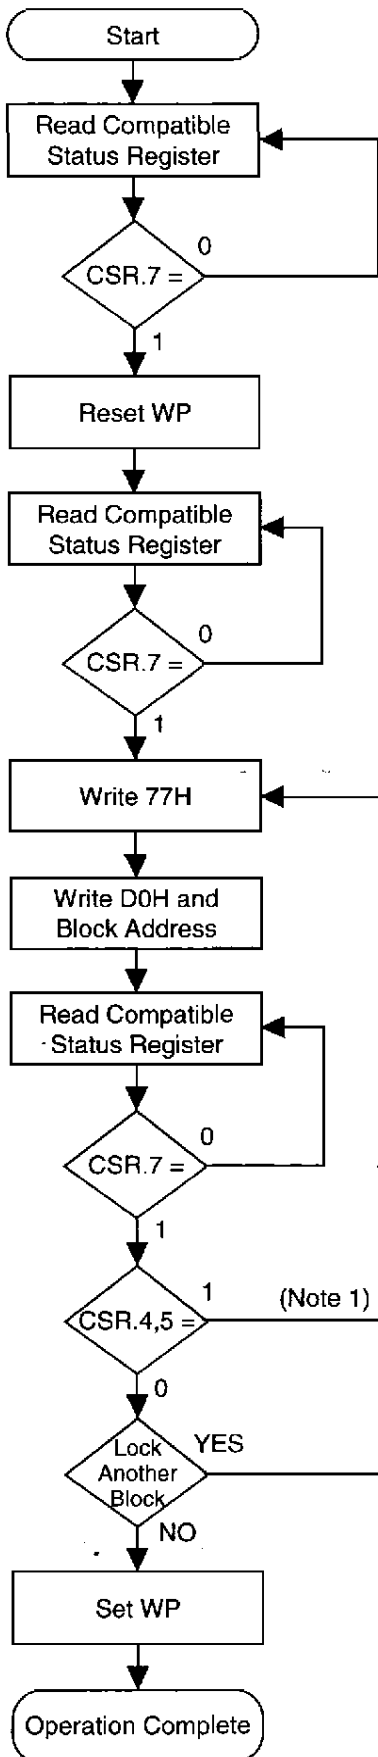 Start
Read Compatible
Status Register
0
CSR.7 =
1
Reset WP
Read Compatible
Status Register
0
CSR.7 =
1
Write 77H
Write D0H and
Block Address
Read Compatible
Status Register
0
CSR.7 =
1
1
(Note 1)
CSR.4,5 =
0
YES
Lock
Another
Block
NO
Set WP
Operation Complete